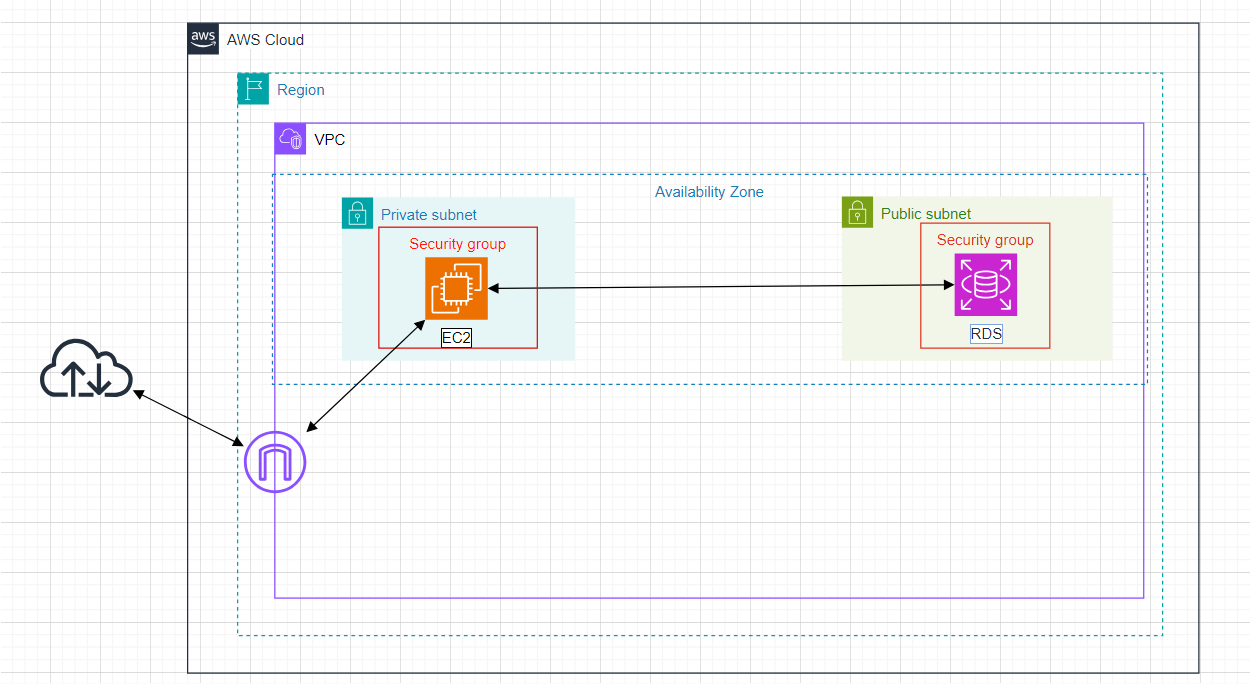 aws
AWS Cloud
Region
VPC
Availability Zone
Private subnet
Public subnet
Security group
Security group
EC2
RDS